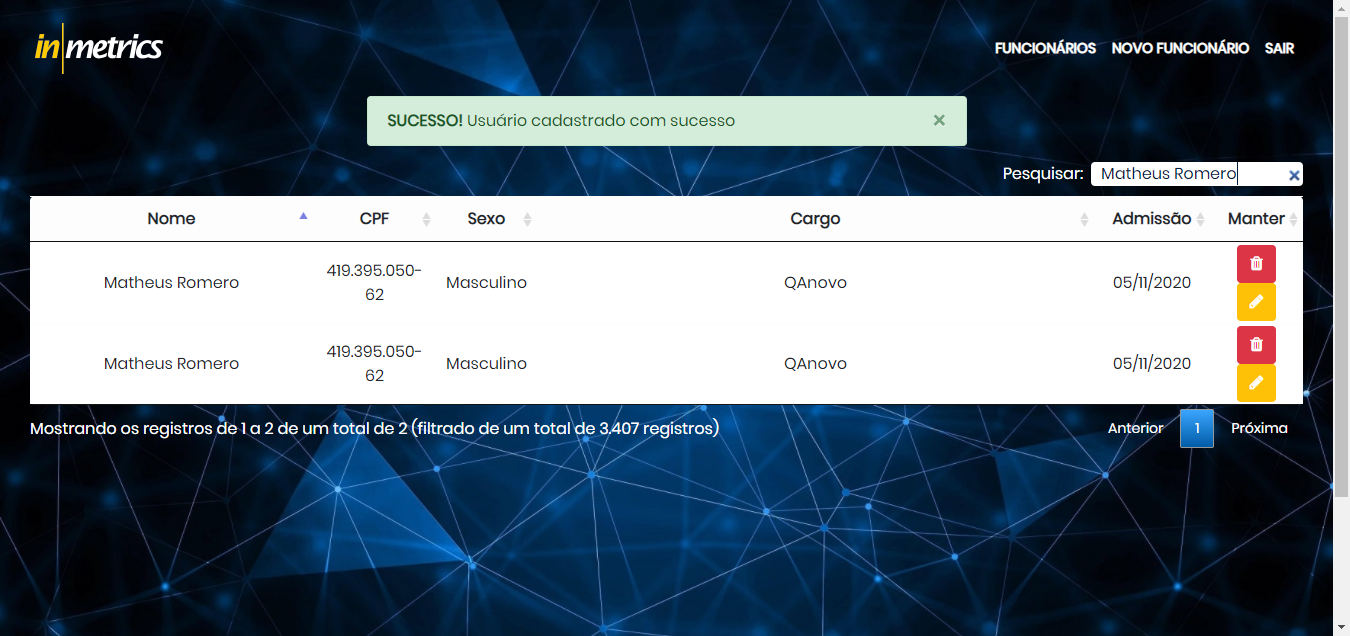 in|metrics
FUNCIONÁRIOS NOVO FUNCIONÁRIO SAIR
SUCESSO! Usuário cadastrado com sucesso ×
Pesquisar: Matheus Romero
Nome CPF Sexo Cargo Admissão Manter
Matheus Romero 419.395.050-
62 Masculino QAnovo 05/11/2020
Matheus Romero 419.395.050-
62 Masculino QAnovo 05/11/2020
Mostrando os registros de 1 a 2 de um total de 2 (filtrado de um total de 3.407 registros)
Anterior 1 Próxima